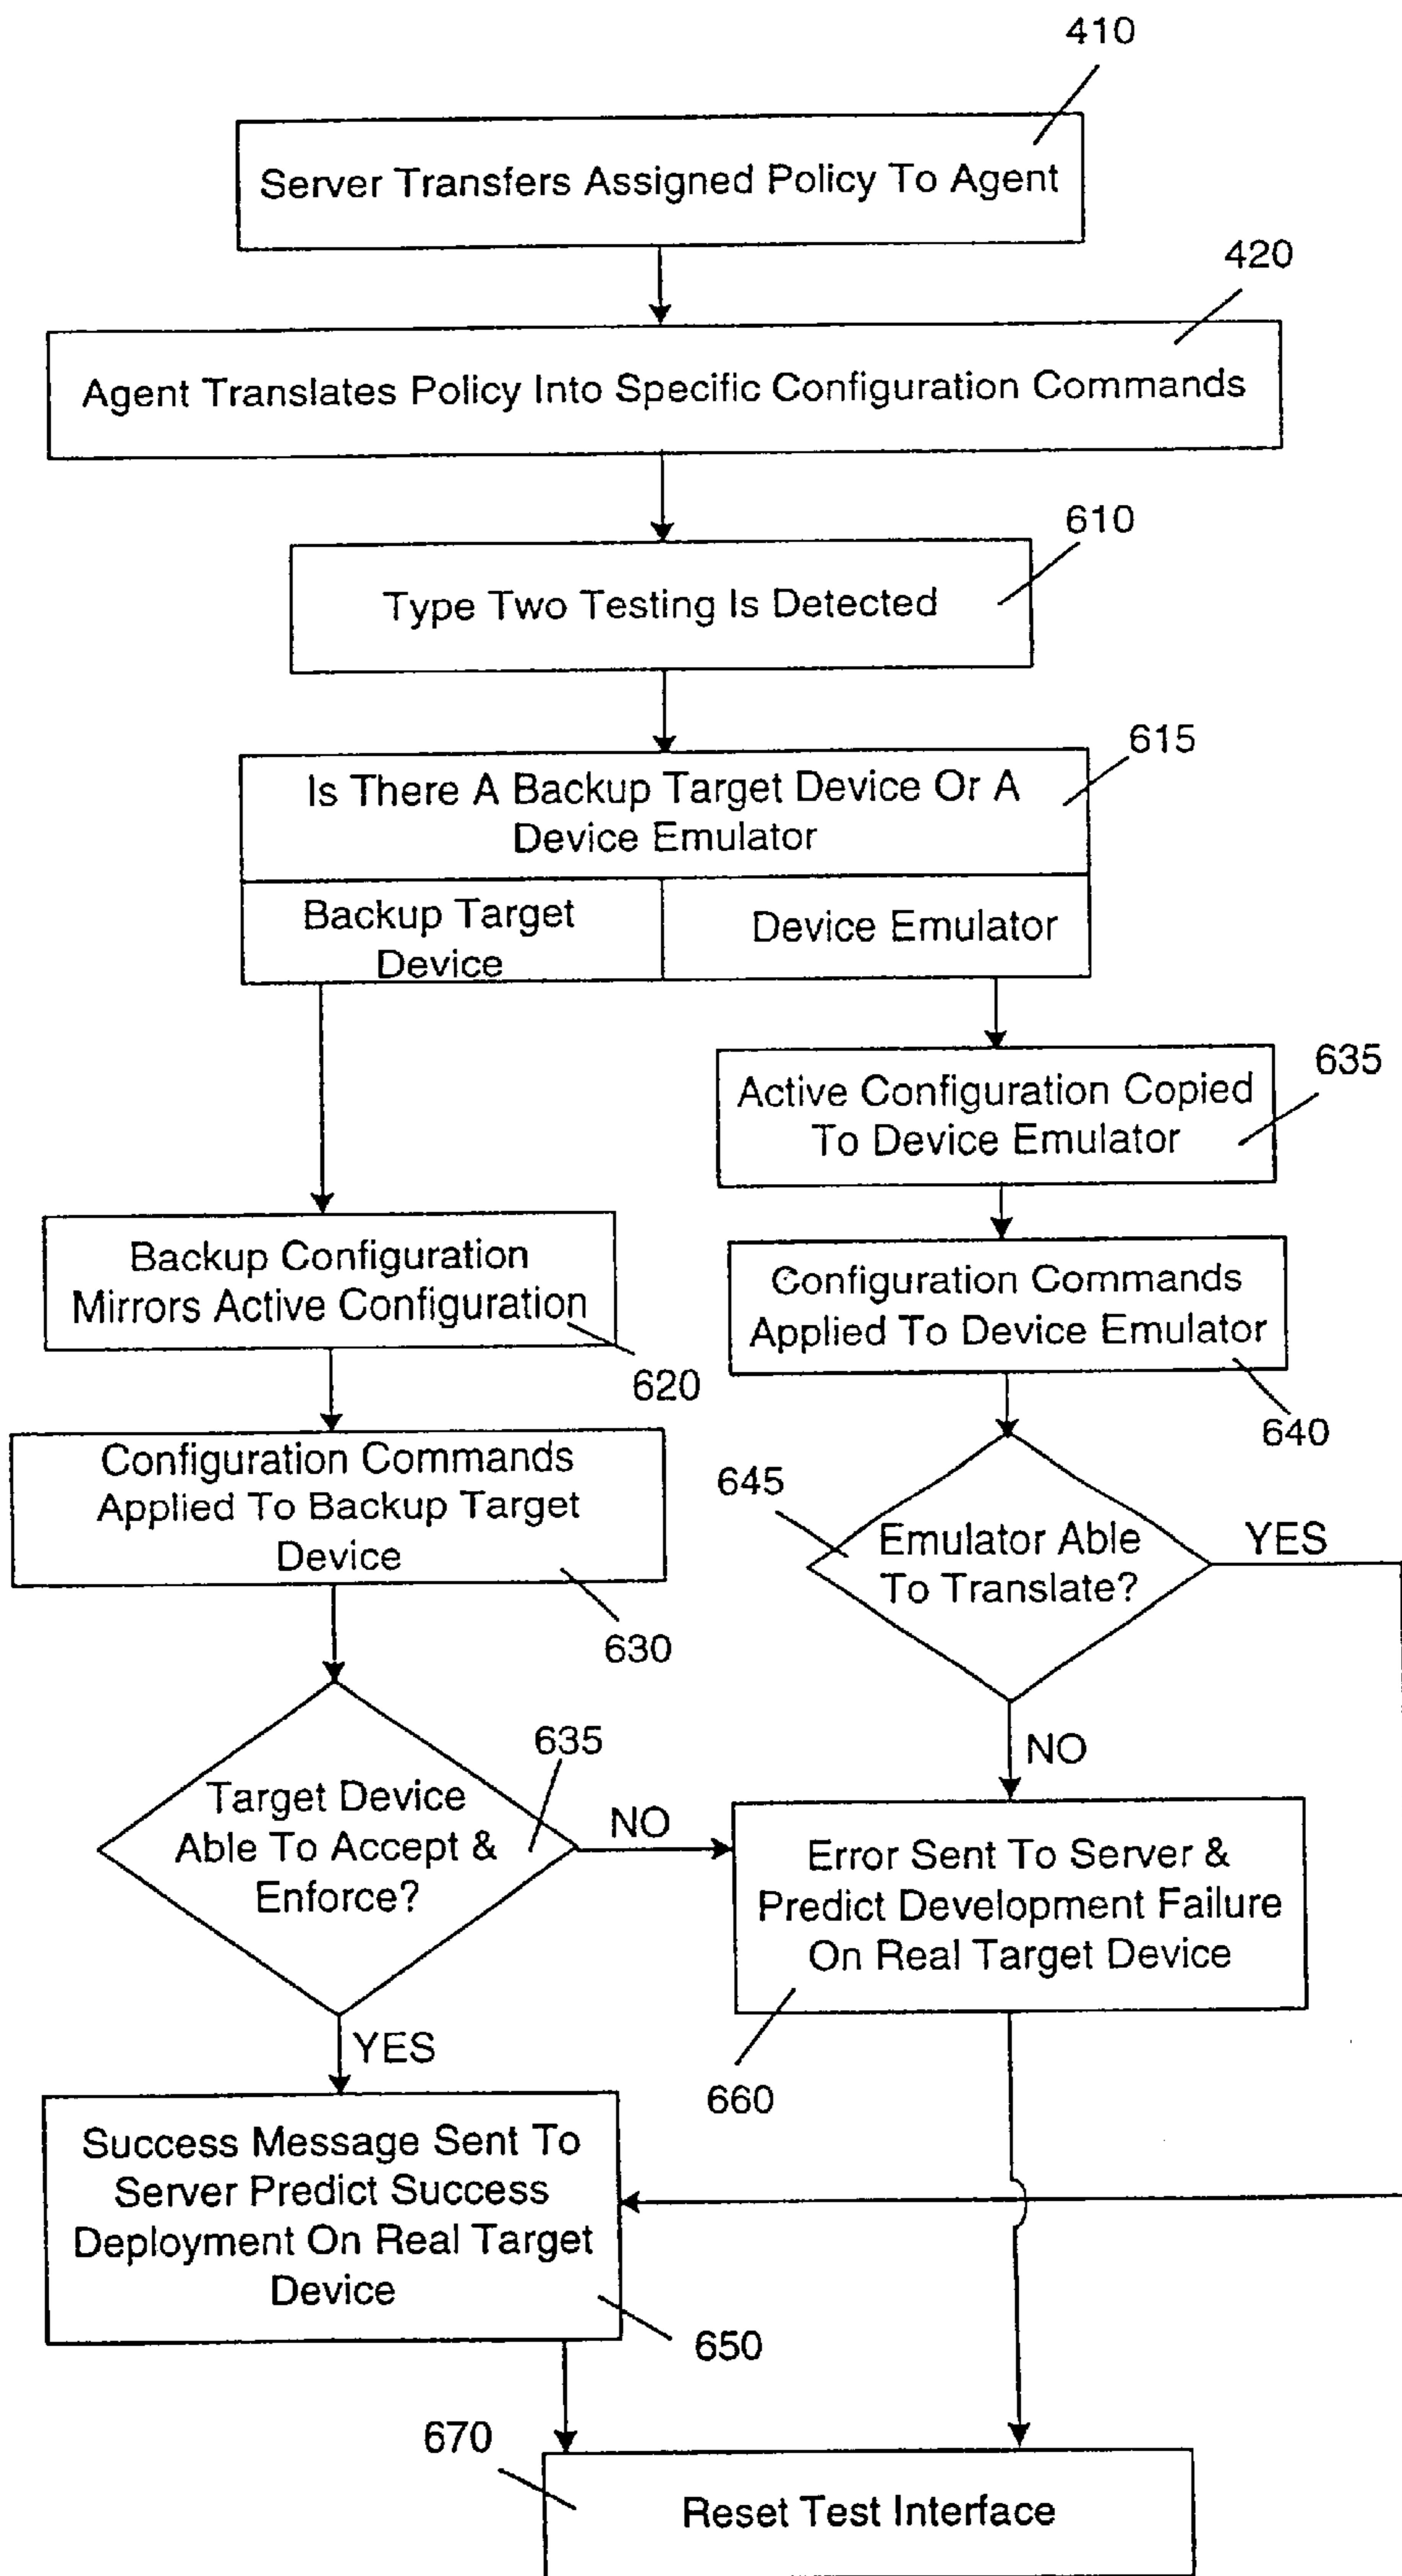 410
Server Transfers Assigned Policy To Agent
420
Agent Translates Policy Into Specific Configuration Commands
610
Type Two Testing Is Detected
615
Is There A Backup Target Device Or A
Device Emulator
Backup Target
Device
Device Emulator
635
Active Configuration Copied
To Device Emulator
Backup Configuration
Mirrors Active Configuration
620
Configuration Commands
Applied To Device Emulator
640
Configuration Commands
Applied To Backup Target
Device
630
645
Emulator Able
To Translate?
YES
NO
635
Target Device
Able To Accept &
Enforce?
NO
YES
Error Sent To Server &
Predict Development Failure
On Real Target Device
660
Success Message Sent To
Server Predict Success
Deployment On Real Target
Device
650
670
Reset Test Interface